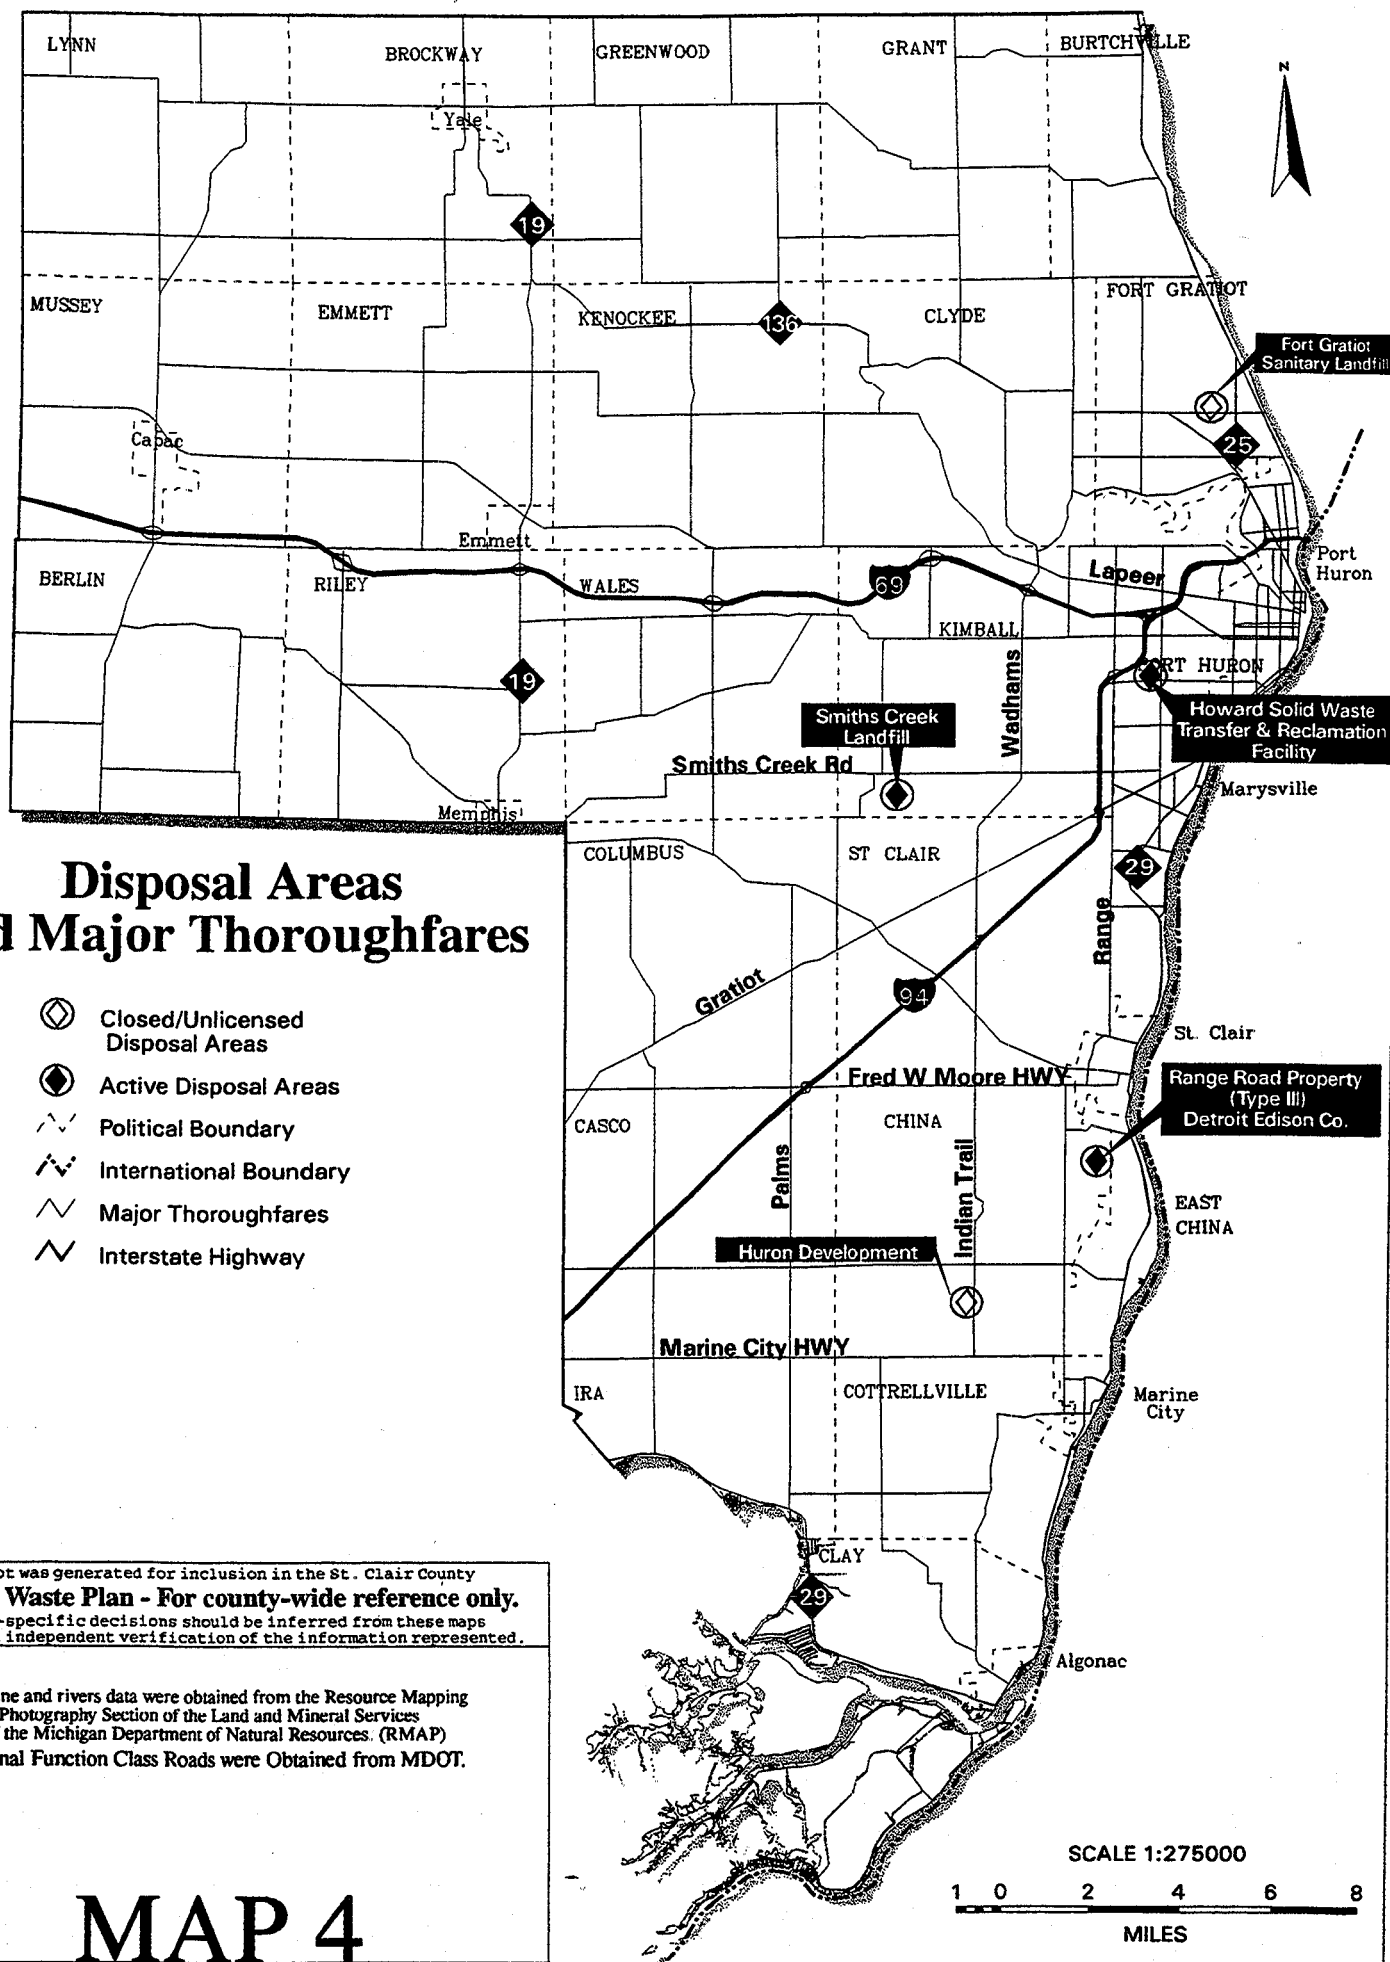 LYNN
BROCKWAY
GREENWOOD
GRANT
BURTCHVILLE
N
Yale
19
MUSSEY
EMMETT
KENOCKEE
136
CLYDE
FORT GRATIOT
Fort Gratiot
Sanitary Landfill
25
Capac
Emmett
Port
Huron
BERLIN
RILEY
WALES
69
Lapeer
KIMBALL
Wadhams
19
PORT HURON
Smiths Creek
Landfill
Howard Solid Waste
Transfer & Reclamation
Facility
Smiths Creek Rd
Marysville
Memphis
COLUMBUS
ST CLAIR
29
Disposal Areas
d Major Thoroughfares
Range
Gratiot
94
Closed/Unlicensed
Disposal Areas
Active Disposal Areas
Political Boundary
International Boundary
Major Thoroughfares
Interstate Highway
St. Clair
Fred W Moore HWY
Range Road Property
(Type III)
Detroit Edison Co.
CASCO
CHINA
Palms
Indian Trail
EAST
CHINA
Huron Development
Marine City HWY
IRA
COTTRELLVILLE
Marine
City
CLAY
29
Algonac
ot was generated for inclusion in the St. Clair County
Waste Plan - For county-wide reference only.
-specific decisions should be inferred from these maps
independent verification of the information represented.
ne and rivers data were obtained from the Resource Mapping
Photography Section of the Land and Mineral Services
f the Michigan Department of Natural Resources. (RMAP)
nal Function Class Roads were Obtained from MDOT.
MAP 4
SCALE 1:275000
1 0 2 4 6 8
MILES